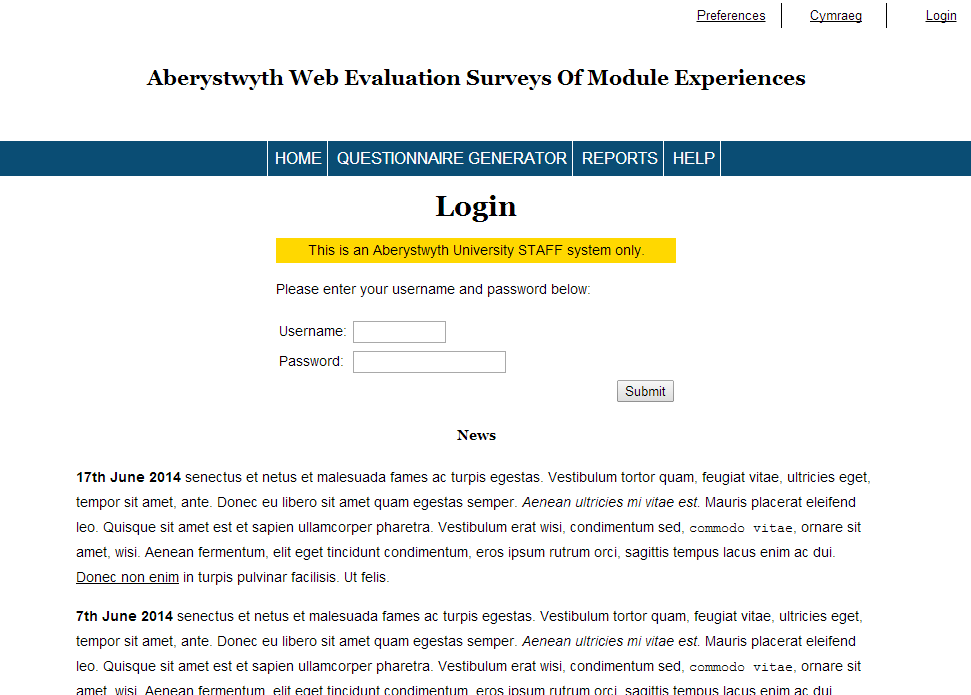 Preferences Cymraeg Login
Aberystwyth Web Evaluation Surveys Of Module Experiences
HOME QUESTIONNAIRE GENERATOR REPORTS HELP
Login
This is an Aberystwyth University STAFF system only.
Please enter your username and password below:
Username:
Password:
Submit
News
17th June 2014 senectus et netus et malesuada fames ac turpis egestas. Vestibulum tortor quam, feugiat vitae, ultricies eget,
tempor sit amet, ante. Donec eu libero sit amet quam egestas semper. Aenean ultricies mi vitae est. Mauris placerat eleifend
leo. Quisque sit amet est et sapien ullamcorper pharetra. Vestibulum erat wisi, condimentum sed, commodo vitae, ornare sit
amet, wisi. Aenean fermentum, elit eget tincidunt condimentum, eros ipsum rutrum orci, sagittis tempus lacus enim ac dui.
Donec non enim in turpis pulvinar facilisis. Ut felis.
7th June 2014 senectus et netus et malesuada fames ac turpis egestas. Vestibulum tortor quam, feugiat vitae, ultricies eget,
tempor sit amet, ante. Donec eu libero sit amet quam egestas semper. Aenean ultricies mi vitae est. Mauris placerat eleifend
leo. Quisque sit amet est et sapien ullamcorper pharetra. Vestibulum erat wisi, condimentum sed, commodo vitae, ornare sit
amet, wisi. Aenean fermentum, elit eget tincidunt condimentum, eros ipsum rutrum orci, sagittis tempus lacus enim ac dui